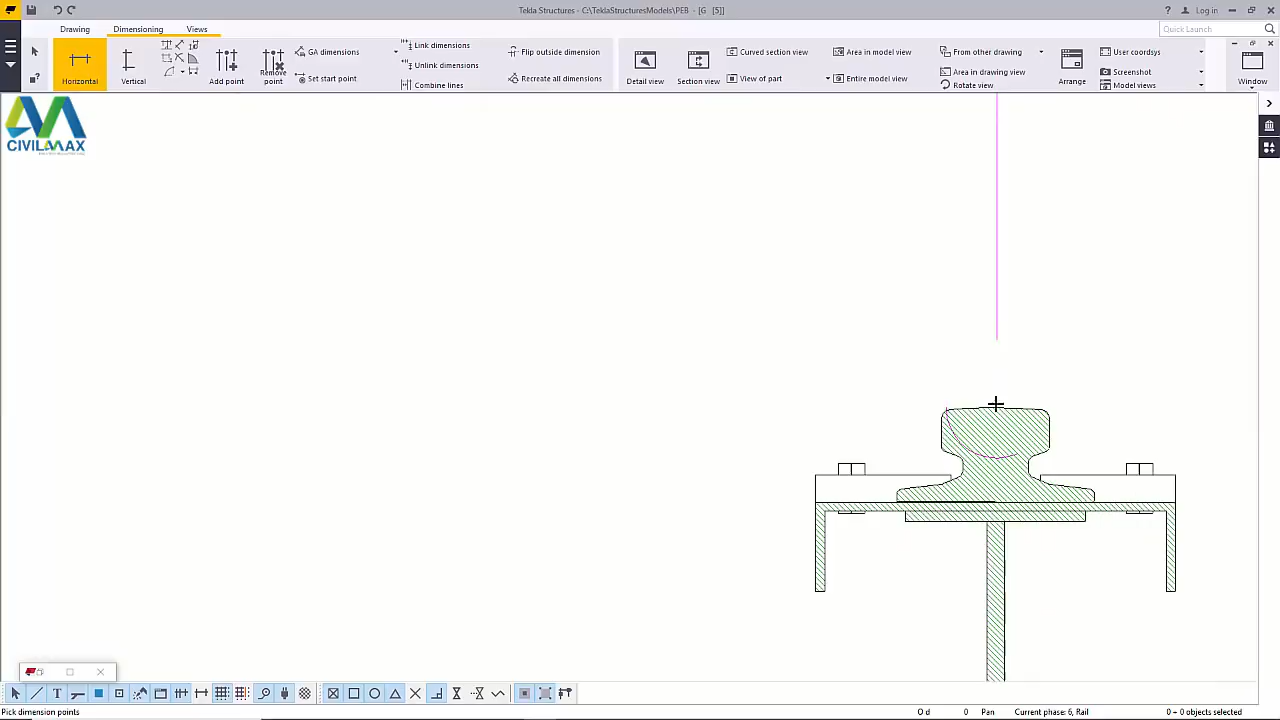 Tekla Structures - C:\TeklaStructuresModels\PEB - [G [5]]
Log in
Drawing
Dimensioning
Views
Quick Launch
Horizontal
Vertical
Add point
Remove point
GA dimensions
Set start point
Link dimensions
Unlink dimensions
Combine lines
Flip outside dimension
Recreate all dimensions
Detail view
Section view
Curved section view
View of part
Area in model view
Entire model view
From other drawing
Area in drawing view
Rotate view
Arrange
User coordsys
Screenshot
Model views
Window
CIVILMAX
Pick dimension points
O d
0
Pan
Current phase: 6, Rail
0 - 0 objects selected